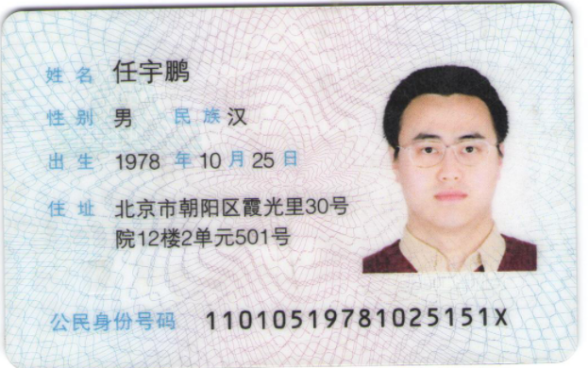 姓名 任宇鹏
性别 男 民族 汉
出生 1978 年 10 月 25 日
住址 北京市朝阳区霞光里30号
院12楼2单元501号
公民身份号码 11010519781025151X